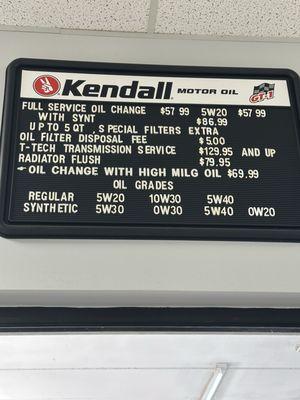 Kendall MOTOR OIL GT-1
FULL SERVICE OIL CHANGE $57 99 5W20 $57 99
WITH SYNT $86.99
UP TO 5 QT , SPECIAL FILTERS EXTRA
OIL FILTER DISPOSAL FEE $5.00
T-TECH TRANSMISSION SERVICE $129.95 AND UP
RADIATOR FLUSH $79.95
OIL CHANGE WITH HIGH MILG OIL $69.99
OIL GRADES
REGULAR 5W20 10W30 5W40
SYNTHETIC 5W30 0W30 5W40 0W20